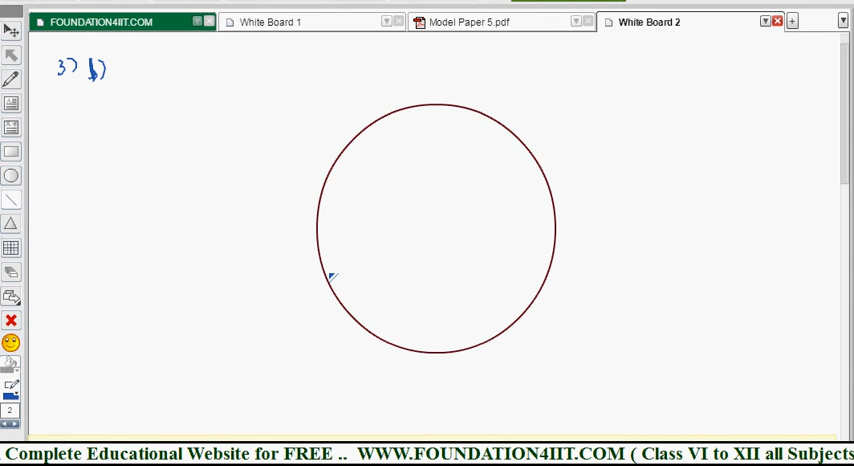 FOUNDATION4IIT.COM
White Board 1
Model Paper 5.pdf
White Board 2
3) b)
2
Complete Educational Website for FREE .. WWW.FOUNDATION4IIT.COM ( Class VI to XII all Subjects